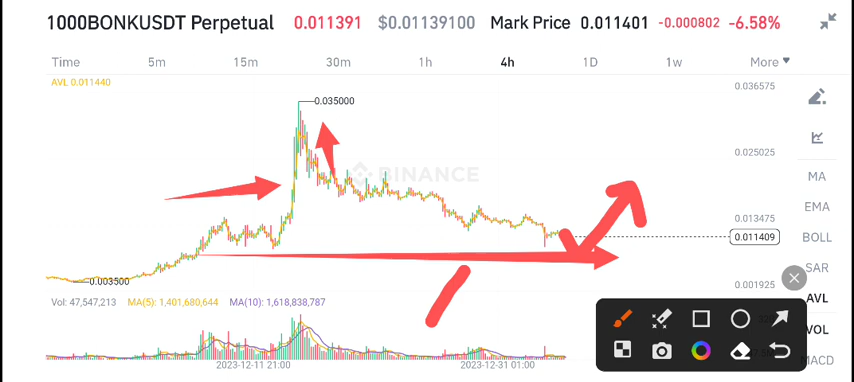 1000BONKUSDT Perpetual 0.011391 $0.01139100 Mark Price 0.011401 -0.000802 -6.58%
Time 5m 15m 30m 1h 4h 1D 1w More
AVL 0.011440
0.036575
0.035000
MA
BINANCE
0.025025
EMA
0.013475
0.011409
BOLL
SAR
0.003500
0.001925
AVL
Vol: 47,547,213 MA(5): 1,401,680,644 MA(10): 1,618,838,787
VOL
MACD
2023-12-11 21:00 2023-12-31 01:00